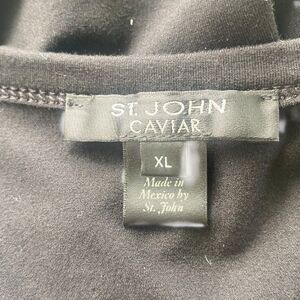 ST. JOHN
CAVIAR
XL
Made in
Mexico by
St. John